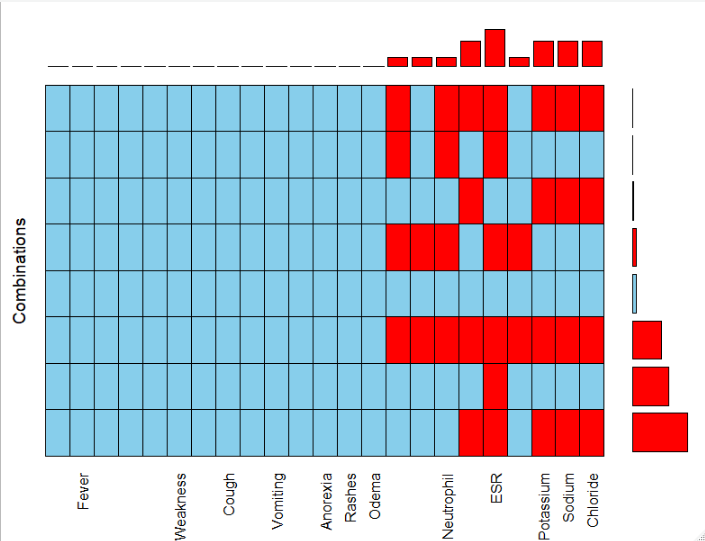 Combinations
Fever
Weakness
Cough
Vomiting
Anorexia
Rashes
Odema
Neutrophil
ESR
Potassium
Sodium
Chloride